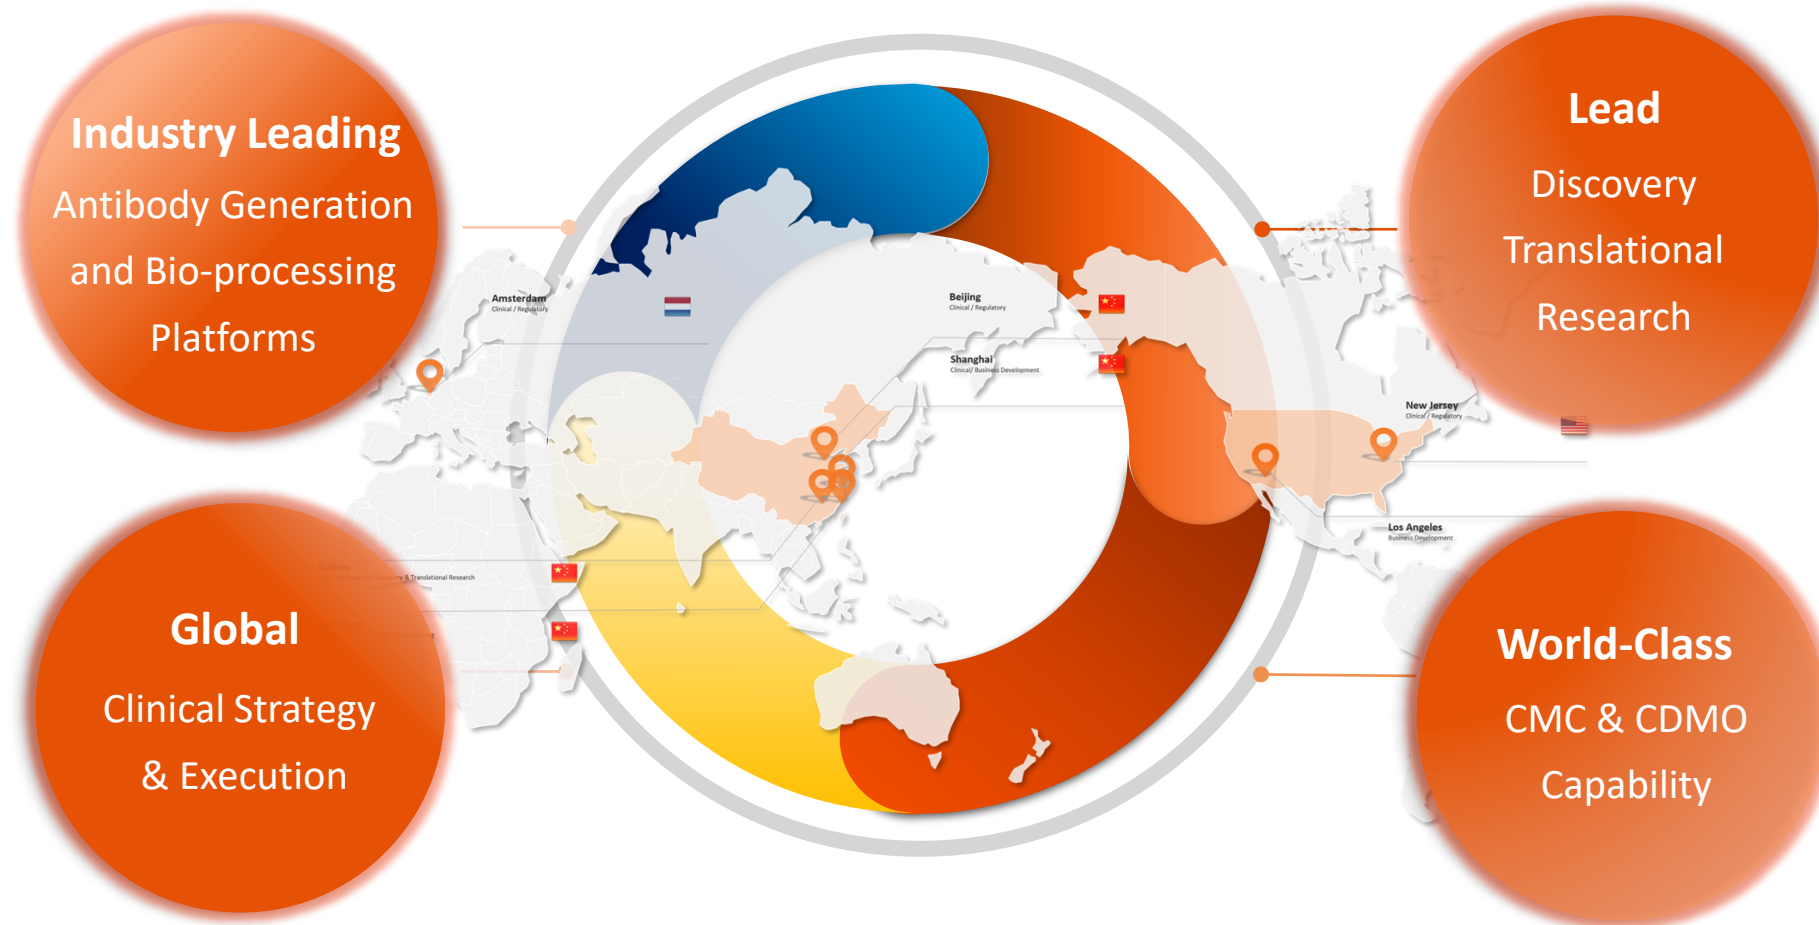 Industry Leading
Antibody Generation
and Bio-processing
Platforms
Lead
Discovery
Translational
Research
Amsterdam
Clinical / Regulatory
Beijing
Clinical / Regulatory
Shanghai
Clinical/ Business Development
New Jersey
Clinical / Regulatory
Los Angeles
Business Development
Suzhou
& Translational Research
Global
Clinical Strategy
& Execution
World-Class
CMC & CDMO
Capability